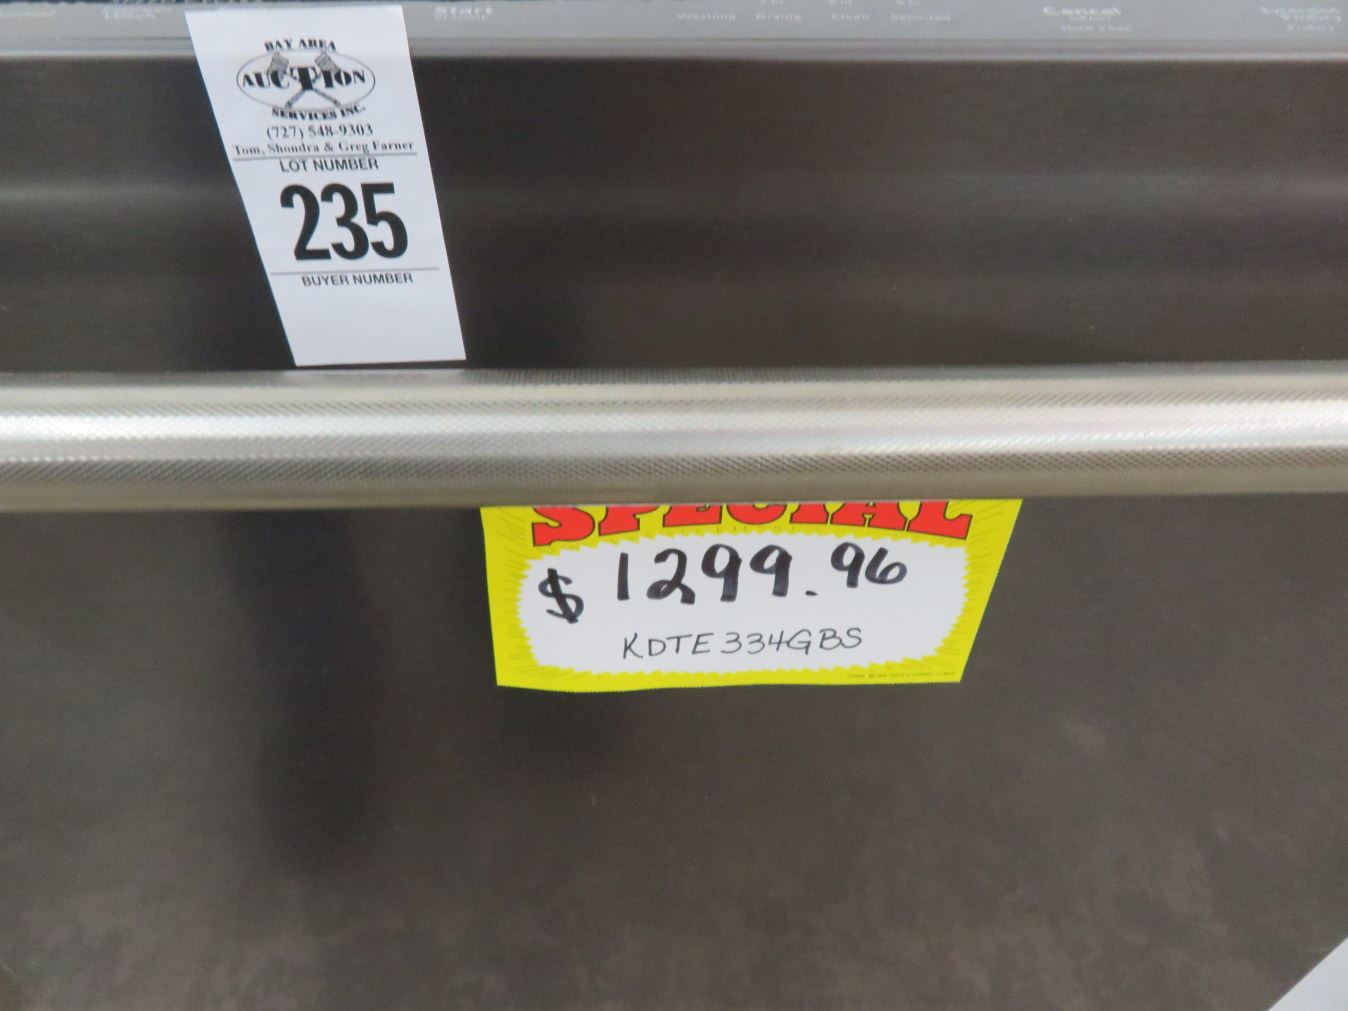 Start
Washing Drying Clean Sanitized
Cancel
BAY AREA
AUCTION
SERVICES INC.
(727) 548-9303
Tom, Shondra & Greg Farner
LOT NUMBER
235
BUYER NUMBER
SPECIAL
$1299.96
KDTE334GBS